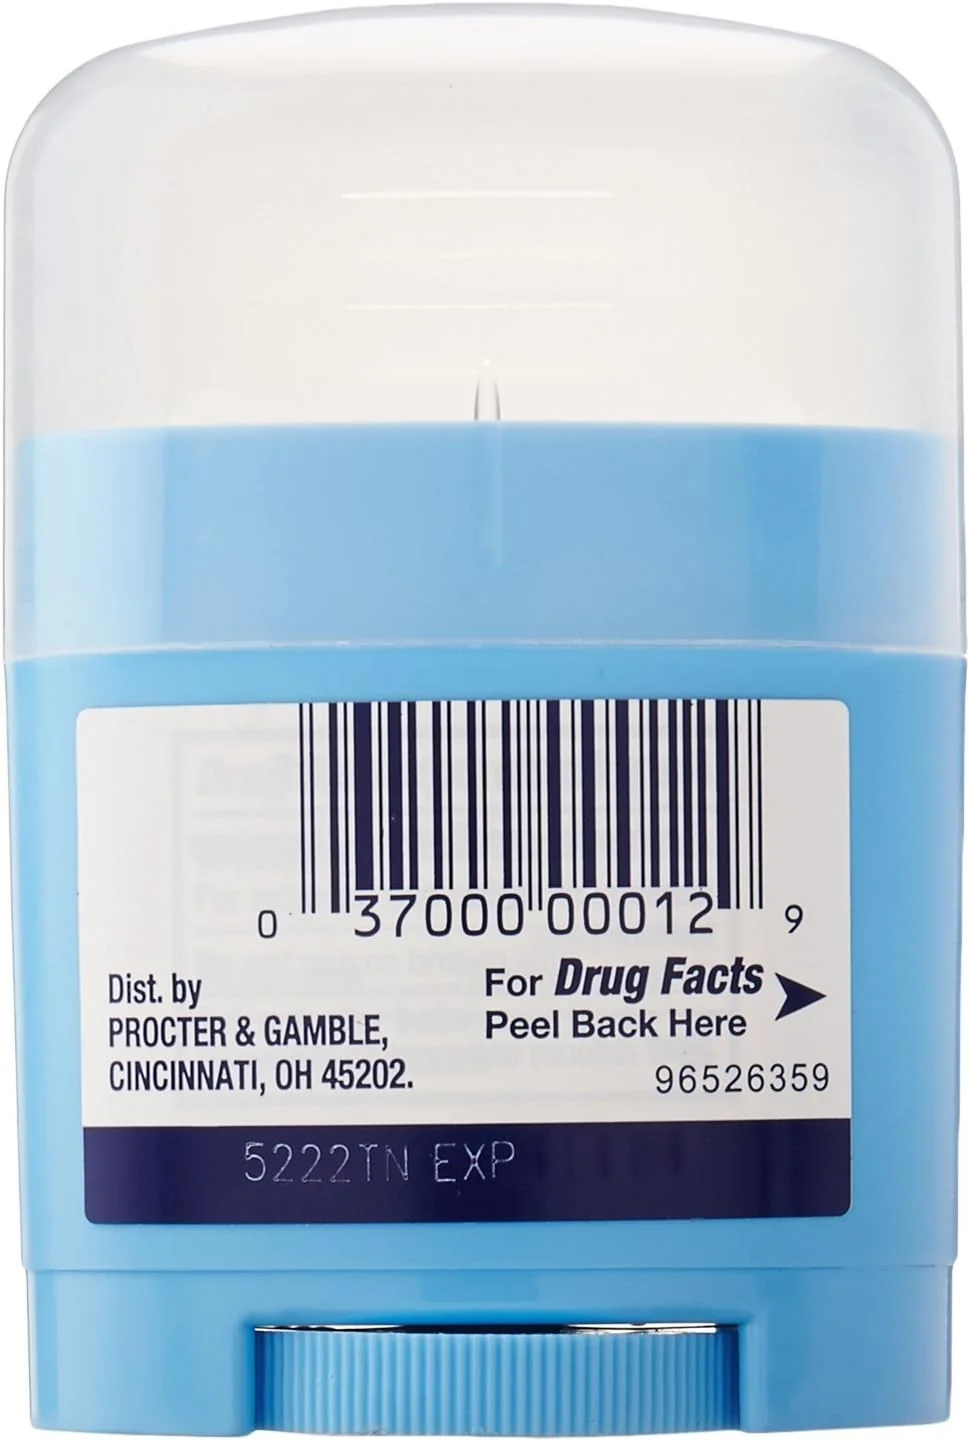 0 37000 00012 9
Dist. by
PROCTER & GAMBLE,
CINCINNATI, OH 45202.
For Drug Facts
Peel Back Here
96526359
5222TN EXP